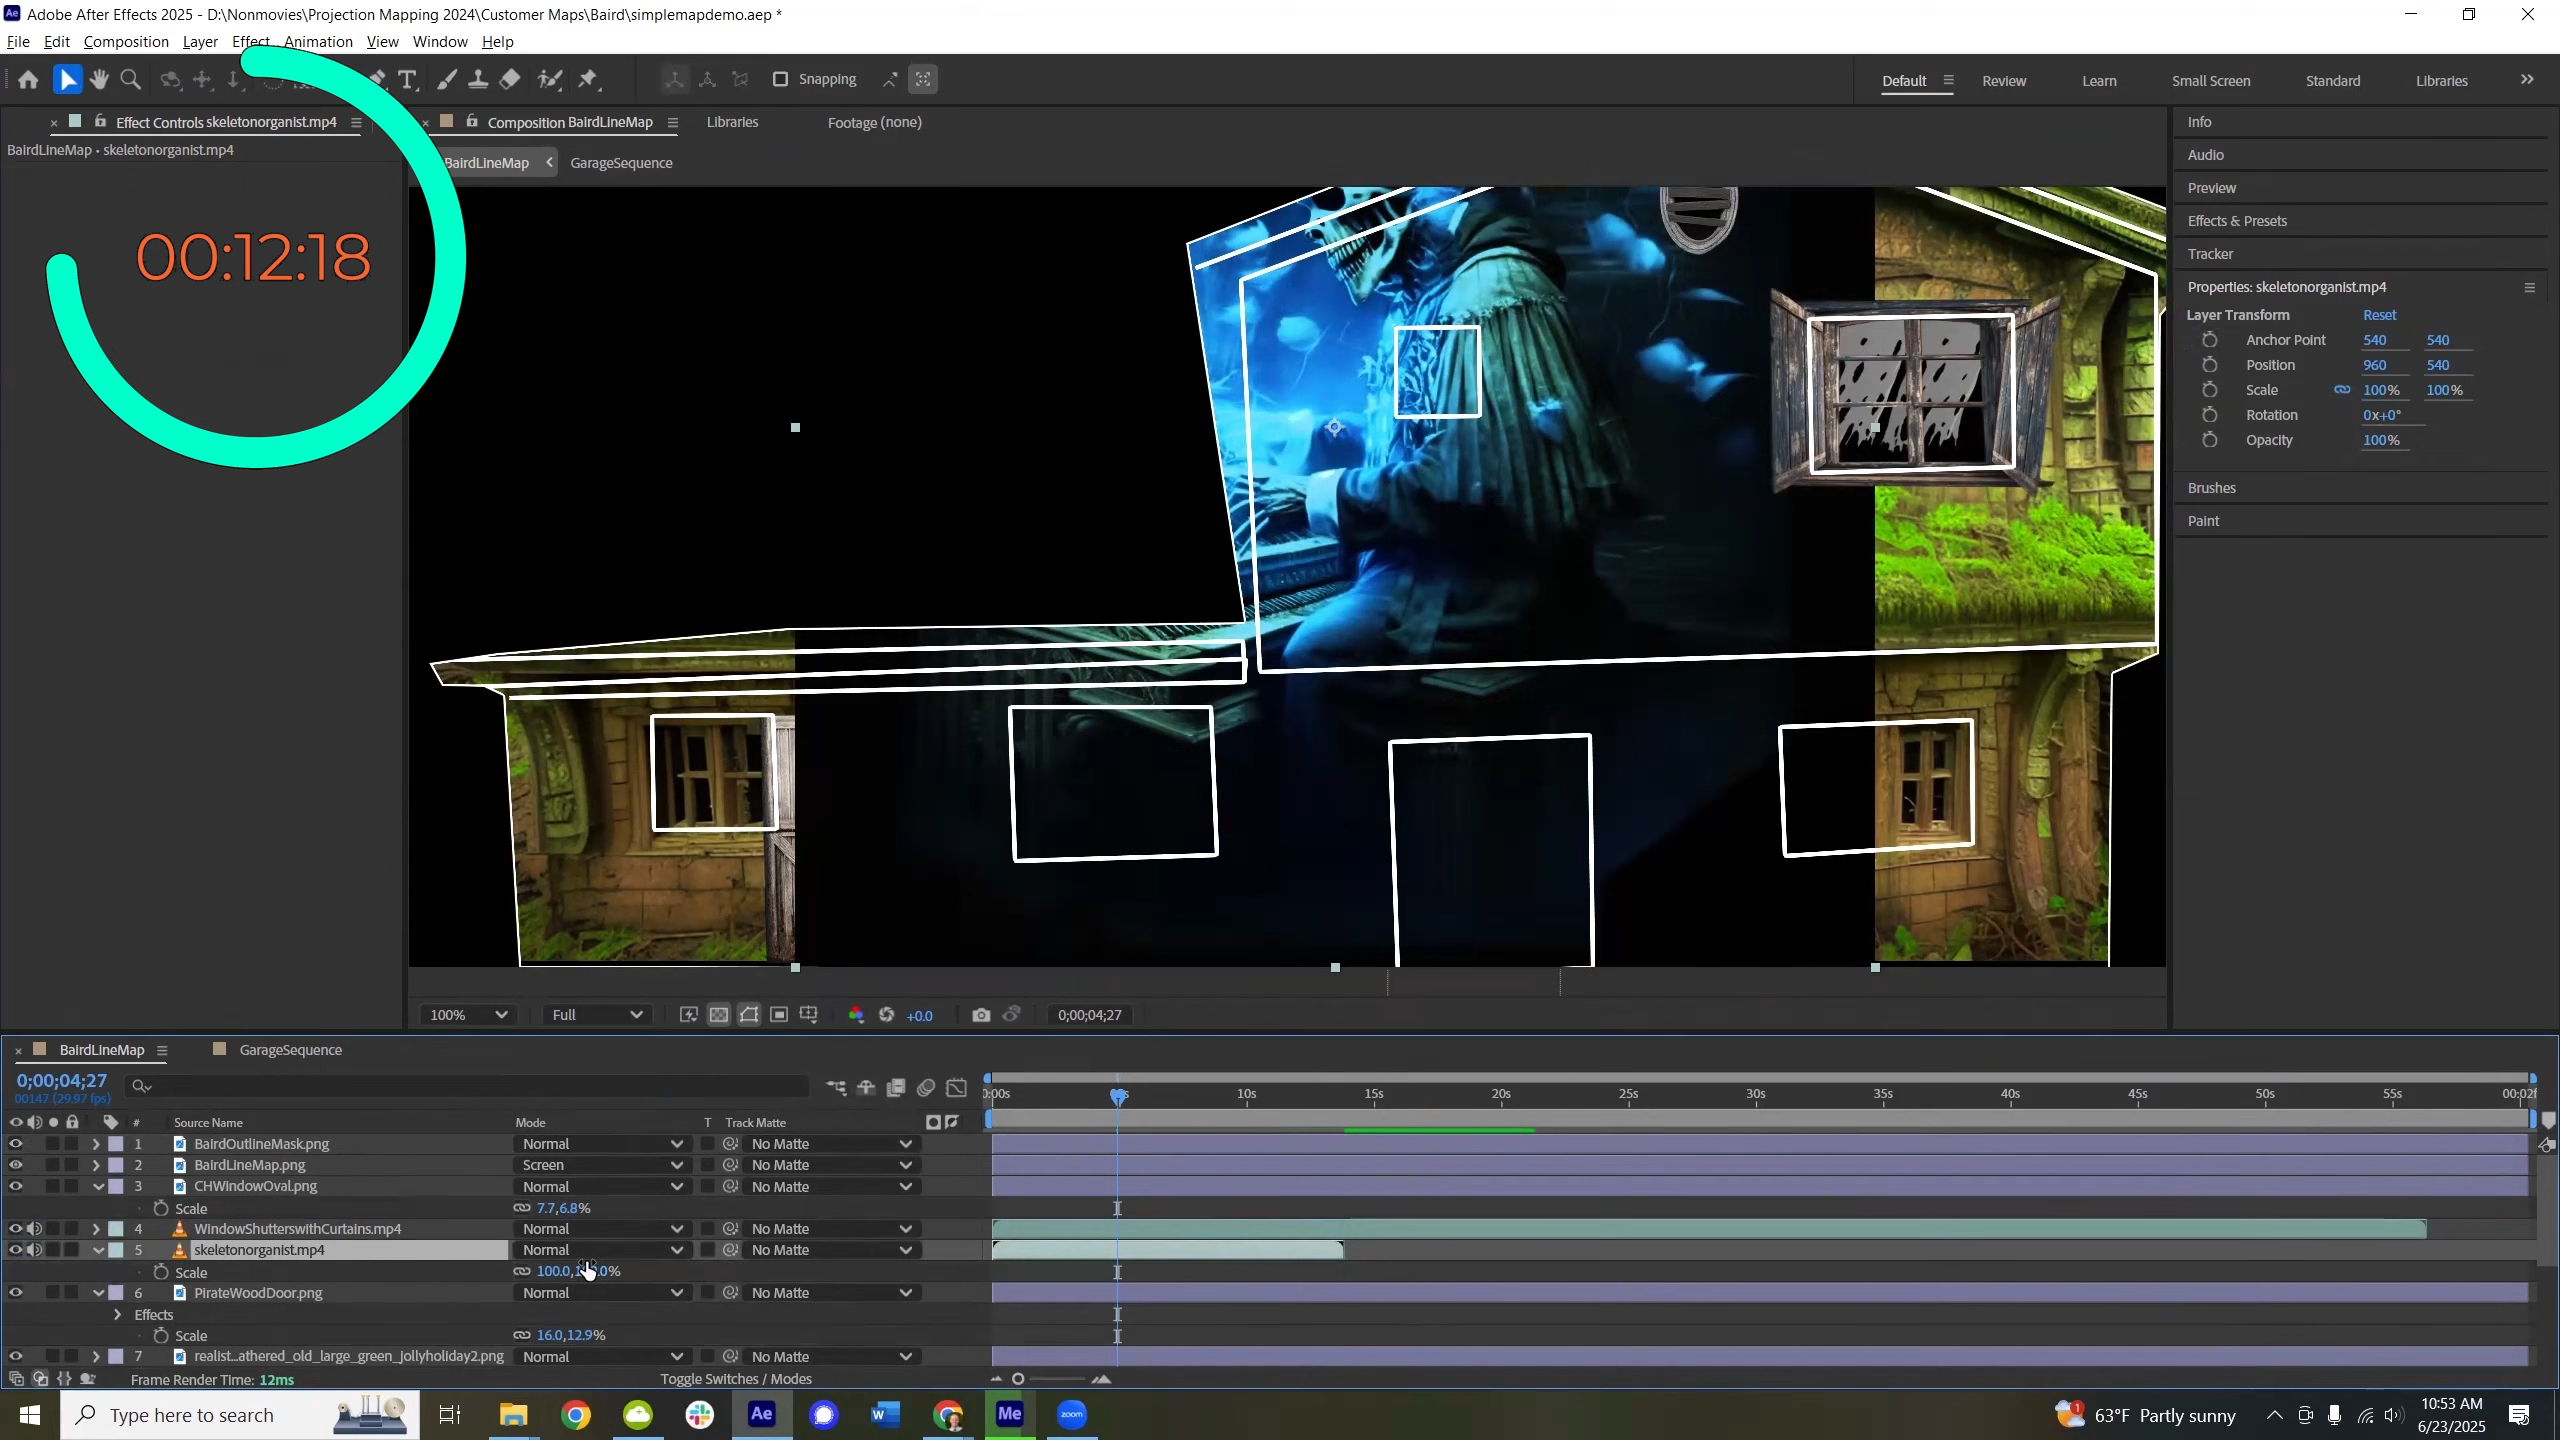 Adobe After Effects 2025 - D:\Nonmovies\Projection Mapping 2024\Customer Maps\Baird\simplemapdemo.aep *
File Edit Composition Layer Effect Animation View Window Help
Snapping
Default Review Learn Small Screen Standard Libraries
Effect Controls skeletonorganist.mp4
Composition BairdLineMap
Libraries
Footage (none)
Info
BairdLineMap • skeletonorganist.mp4
BairdLineMap
GarageSequence
Audio
Preview
Effects & Presets
Tracker
00:12:18
Properties: skeletonorganist.mp4
Layer Transform Reset
Anchor Point 540 540
Position 960 540
Scale 100% 100%
Rotation 0x+0°
Opacity 100%
Brushes
Paint
100% Full +0.0 0;00;04;27
BairdLineMap GarageSequence
0;00;04;27
00147 (29.97 fps)
10s 15s 20s 25s 30s 35s 40s 45s 55s
# Source Name Mode T Track Matte
1 BairdOutlineMask.png Normal No Matte
2 BairdLineMap.png Screen No Matte
3 CHWindowOval.png Normal No Matte
Scale 7.7,6.8%
4 WindowShutterswithCurtains.mp4 Normal No Matte
5 skeletonorganist.mp4 Normal No Matte
Scale 100.0,
6 PirateWoodDoor.png Normal No Matte
Effects
Scale 16.0,12.9%
7 realist...athered_old_large_green_jollyholiday2.png Normal No Matte
Frame Render Time: 12ms
Toggle Switches / Modes
Type here to search
Ae
Me
zoom
63°F Partly sunny
10:53 AM
6/23/2025